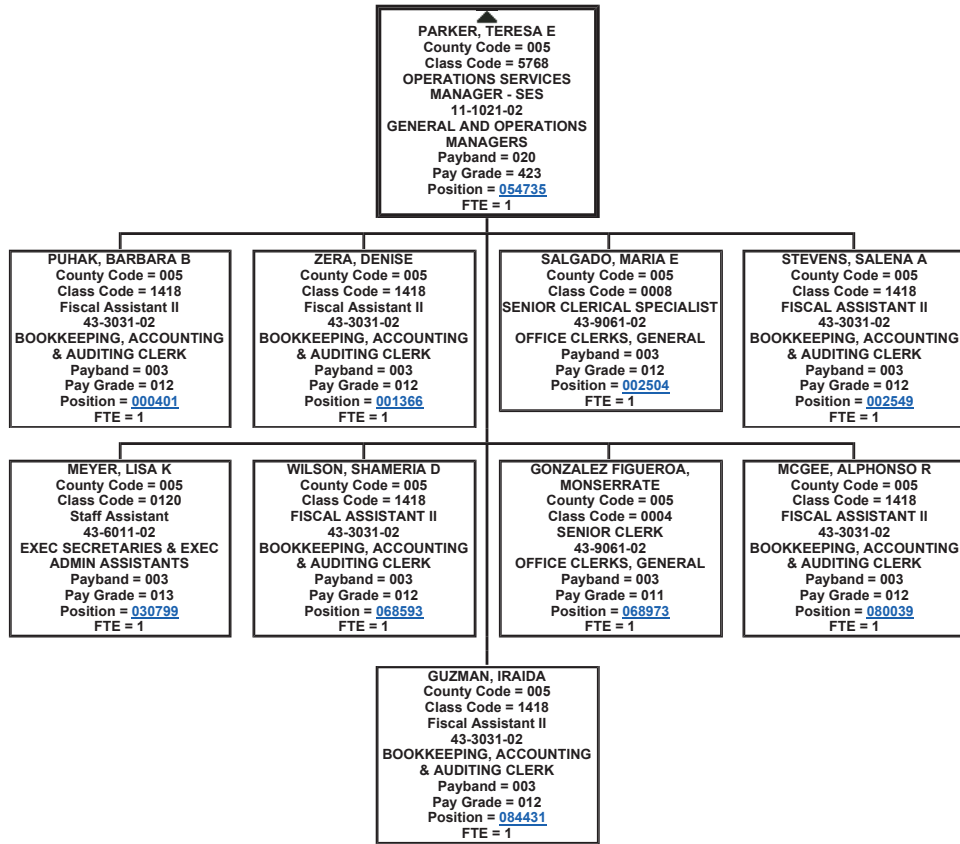 PARKER, TERESA E
County Code = 005
Class Code = 5768
OPERATIONS SERVICES
MANAGER - SES
11-1021-02
GENERAL AND OPERATIONS
MANAGERS
Payband = 020
Pay Grade = 423
Position = 054735
FTE = 1
PUHAK, BARBARA B
County Code = 005
Class Code = 1418
Fiscal Assistant II
43-3031-02
BOOKKEEPING, ACCOUNTING
& AUDITING CLERK
Payband = 003
Pay Grade = 012
Position = 000401
FTE = 1
ZERA, DENISE
County Code = 005
Class Code = 1418
Fiscal Assistant II
43-3031-02
BOOKKEEPING, ACCOUNTING
& AUDITING CLERK
Payband = 003
Pay Grade = 012
Position = 001366
FTE = 1
SALGADO, MARIA E
County Code = 005
Class Code = 0008
SENIOR CLERICAL SPECIALIST
43-9061-02
OFFICE CLERKS, GENERAL
Payband = 003
Pay Grade = 012
Position = 002504
FTE = 1
STEVENS, SALENA A
County Code = 005
Class Code = 1418
FISCAL ASSISTANT II
43-3031-02
BOOKKEEPING, ACCOUNTING
& AUDITING CLERK
Payband = 003
Pay Grade = 012
Position = 002549
FTE = 1
MEYER, LISA K
County Code = 005
Class Code = 0120
Staff Assistant
43-6011-02
EXEC SECRETARIES & EXEC
ADMIN ASSISTANTS
Payband = 003
Pay Grade = 013
Position = 030799
FTE = 1
WILSON, SHAMERIA D
County Code = 005
Class Code = 1418
FISCAL ASSISTANT II
43-3031-02
BOOKKEEPING, ACCOUNTING
& AUDITING CLERK
Payband = 003
Pay Grade = 012
Position = 068593
FTE = 1
GONZALEZ FIGUEROA,
MONSERRATE
County Code = 005
Class Code = 0004
SENIOR CLERK
43-9061-02
OFFICE CLERKS, GENERAL
Payband = 003
Pay Grade = 011
Position = 068973
FTE = 1
MCGEE, ALPHONSO R
County Code = 005
Class Code = 1418
FISCAL ASSISTANT II
43-3031-02
BOOKKEEPING, ACCOUNTING
& AUDITING CLERK
Payband = 003
Pay Grade = 012
Position = 080039
FTE = 1
GUZMAN, IRAIDA
County Code = 005
Class Code = 1418
Fiscal Assistant II
43-3031-02
BOOKKEEPING, ACCOUNTING
& AUDITING CLERK
Payband = 003
Pay Grade = 012
Position = 084431
FTE = 1